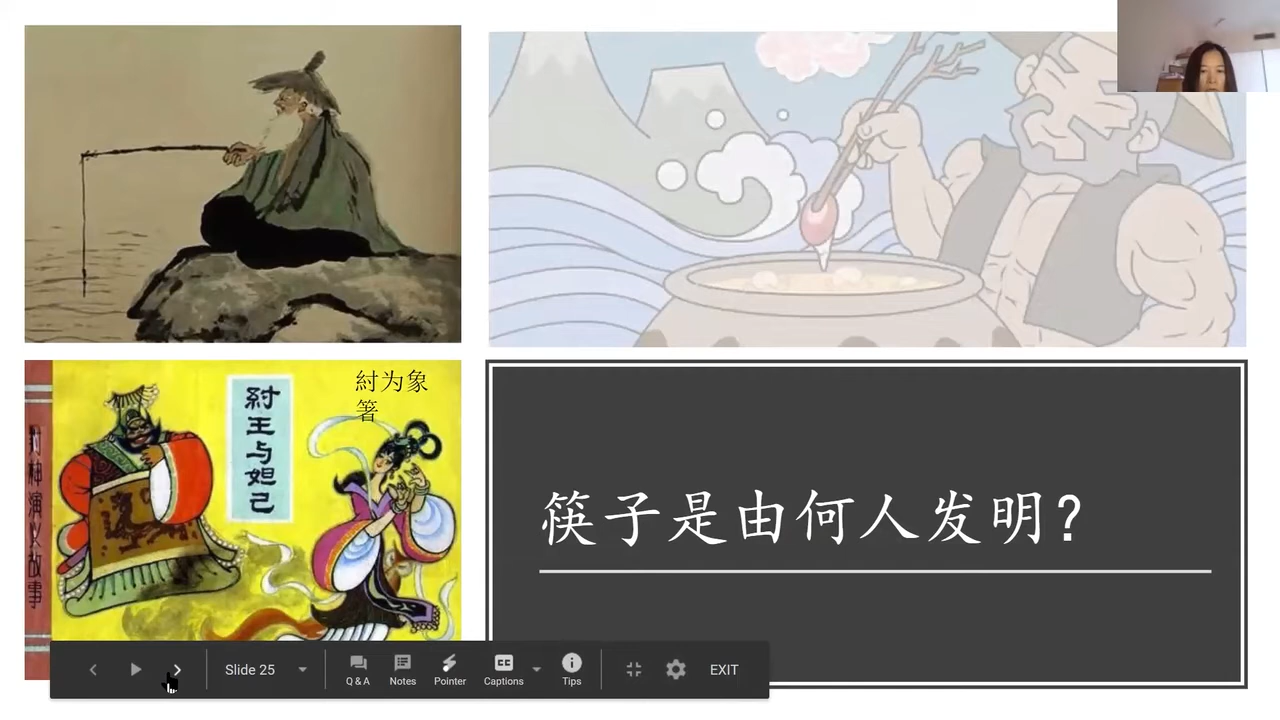 紂为象
箸
紂王与妲己
封神演义故事
筷子是由何人发明？
Slide 25
Q & A
Notes
Pointer
CC
Captions
Tips
EXIT